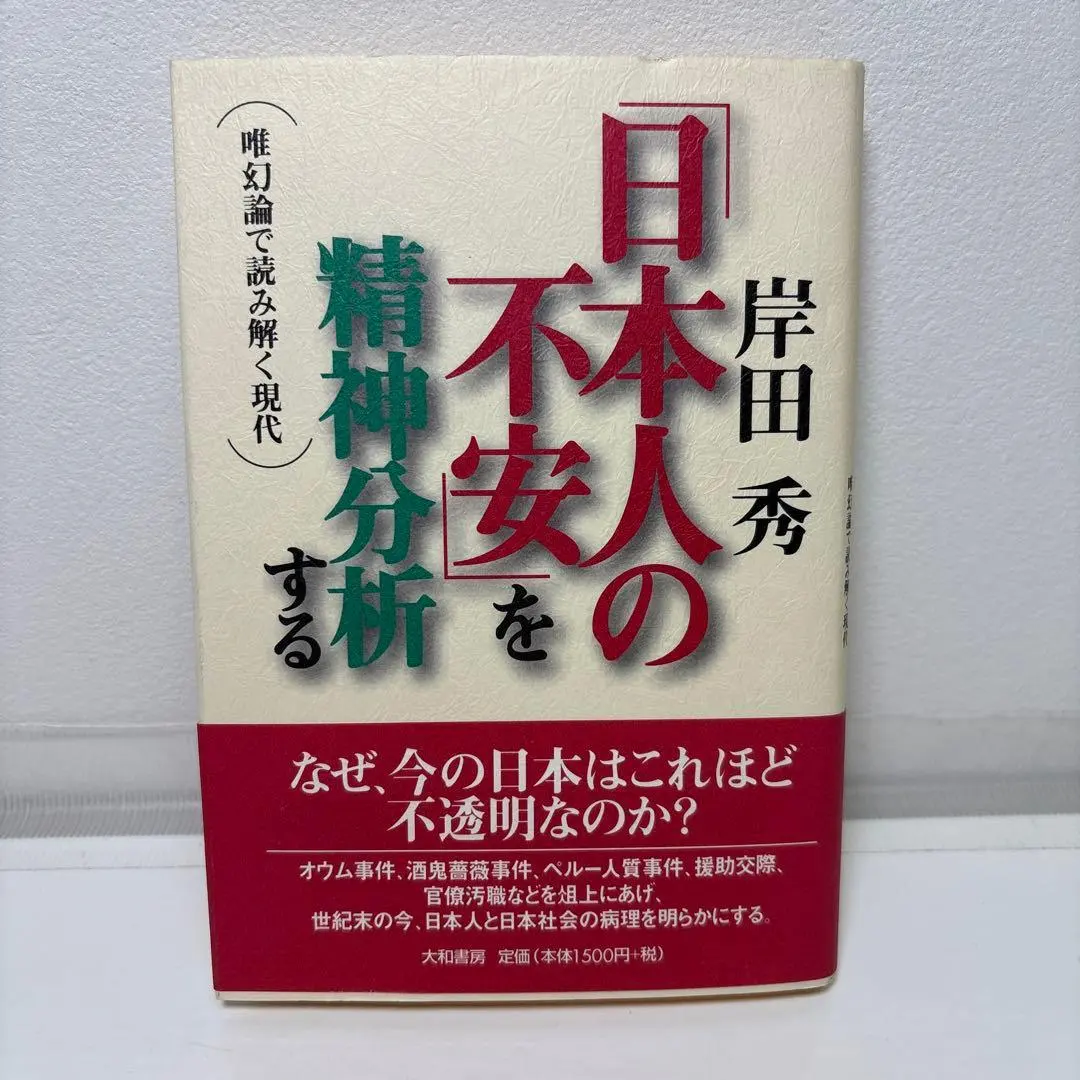 岸田 秀
「日本人の
不安」を
精神分析
する
(唯幻論で読み解く現代)
唯幻論で読み解く現代
なぜ、今の日本はこれほど
不透明なのか?
オウム事件、酒鬼薔薇事件、ペルー人質事件、援助交際、
官僚汚職などを俎上にあげ、
世紀末の今、日本人と日本社会の病理を明らかにする。
大和書房 定価(本体1500円+税)